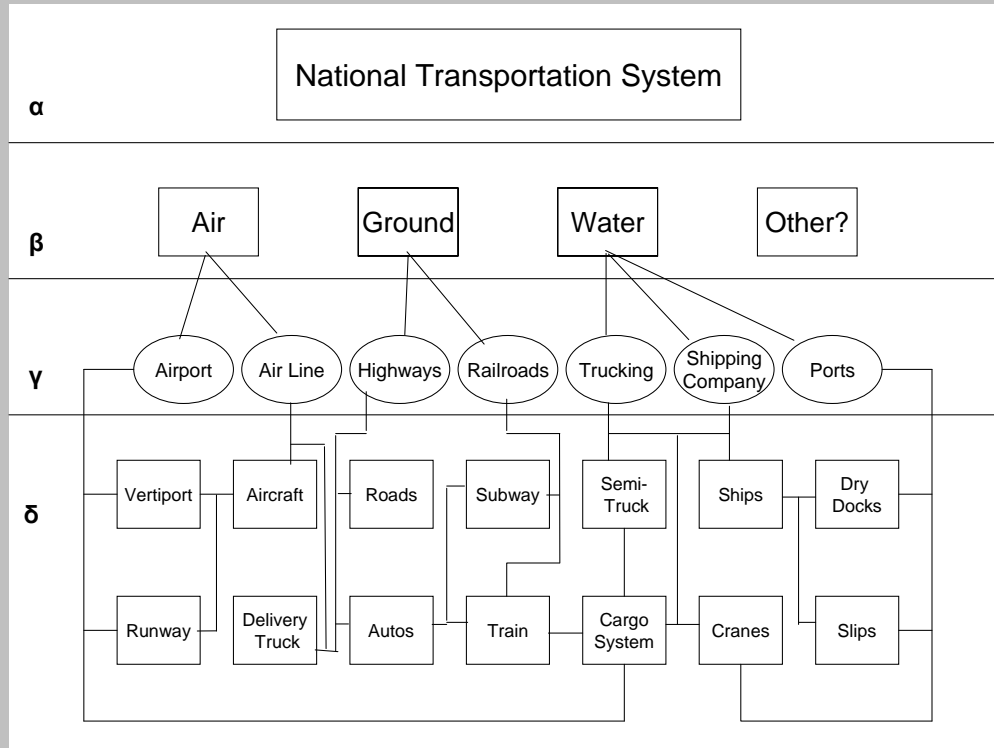 National Transportation System
α
Air
Ground
Water
Other?
β
Airport
Air Line
Highways
Railroads
Trucking
Shipping
Company
Ports
γ
Vertiport
Aircraft
Roads
Subway
Semi-
Truck
Ships
Dry
Docks
δ
Runway
Delivery
Truck
Autos
Train
Cargo
System
Cranes
Slips